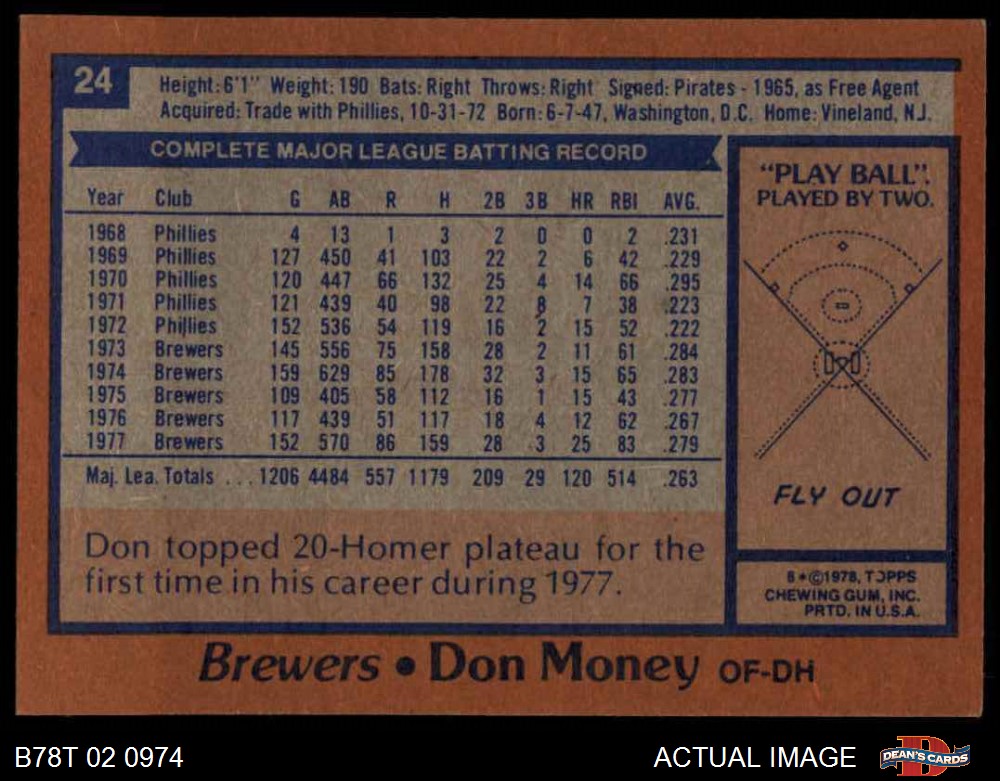 24
Height: 6'1" Weight: 190 Bats: Right Throws: Right Signed: Pirates - 1965, as Free Agent
Acquired: Trade with Phillies, 10-31-72 Born: 6-7-47, Washington, D.C. Home: Vineland, N.J.
COMPLETE MAJOR LEAGUE BATTING RECORD
Year Club G AB R H 2B 3B HR RBI AVG.
1968 Phillies 4 13 1 3 2 0 0 2 .231
1969 Phillies 127 450 41 103 22 2 6 42 .229
1970 Phillies 120 447 66 132 25 4 14 66 .295
1971 Phillies 121 439 40 98 22 8 7 38 .223
1972 Phillies 152 536 54 119 16 2 15 52 .222
1973 Brewers 145 556 75 158 28 2 11 61 .284
1974 Brewers 159 629 85 178 32 3 15 65 .283
1975 Brewers 109 405 58 112 16 1 15 43 .277
1976 Brewers 117 439 51 117 18 4 12 62 .267
1977 Brewers 152 570 86 159 28 3 25 83 .279
Maj. Lea. Totals ... 1206 4484 557 1179 209 29 120 514 .263
Don topped 20-Homer plateau for the
first time in his career during 1977.
"PLAY BALL".
PLAYED BY TWO.
FLY OUT
8*©1978, TOPPS
CHEWING GUM, INC.
PRTD. IN U.S.A.
Brewers • Don Money OF-DH
B78T 02 0974
ACTUAL IMAGE
DEAN'S CARDS